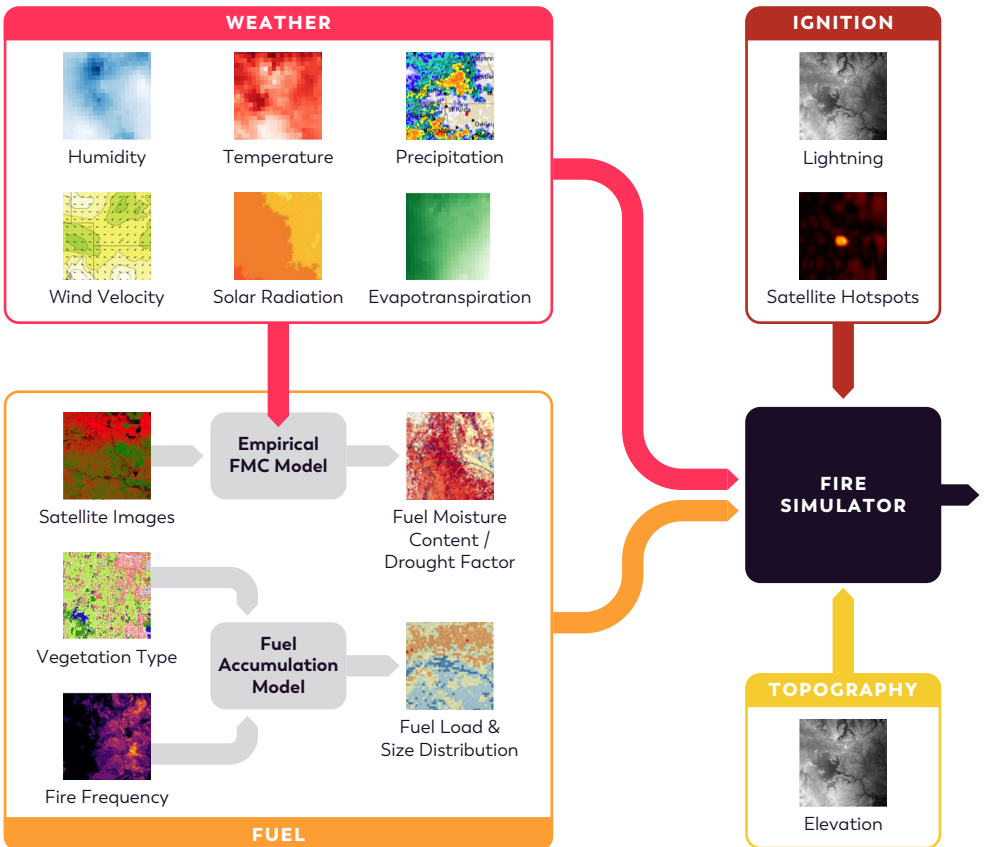 WEATHER
Humidity
Temperature
Precipitation
Wind Velocity
Solar Radiation
Evapotranspiration
IGNITION
Lightning
Satellite Hotspots
Satellite Images
Empirical
FMC Model
Fuel Moisture
Content /
Drought Factor
Vegetation Type
Fuel
Accumulation
Model
Fire Frequency
Fuel Load &
Size Distribution
FUEL
FIRE
SIMULATOR
TOPOGRAPHY
Elevation